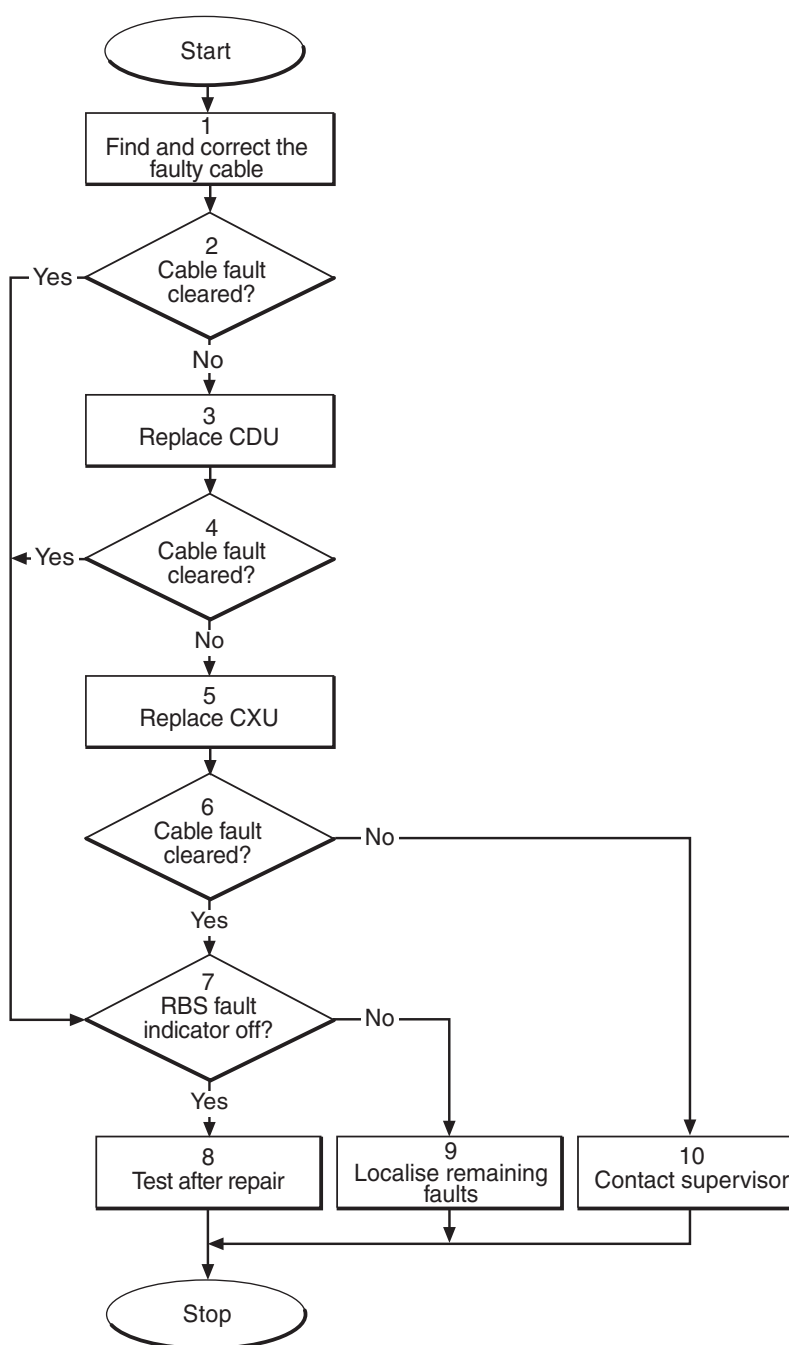 Start
1
Find and correct the
faulty cable
2
Cable fault
cleared?
Yes
No
3
Replace CDU
4
Cable fault
cleared?
Yes
No
5
Replace CXU
6
Cable fault
cleared?
No
Yes
7
RBS fault
indicator off?
No
Yes
8
Test after repair
9
Localise remaining
faults
10
Contact supervisor
Stop